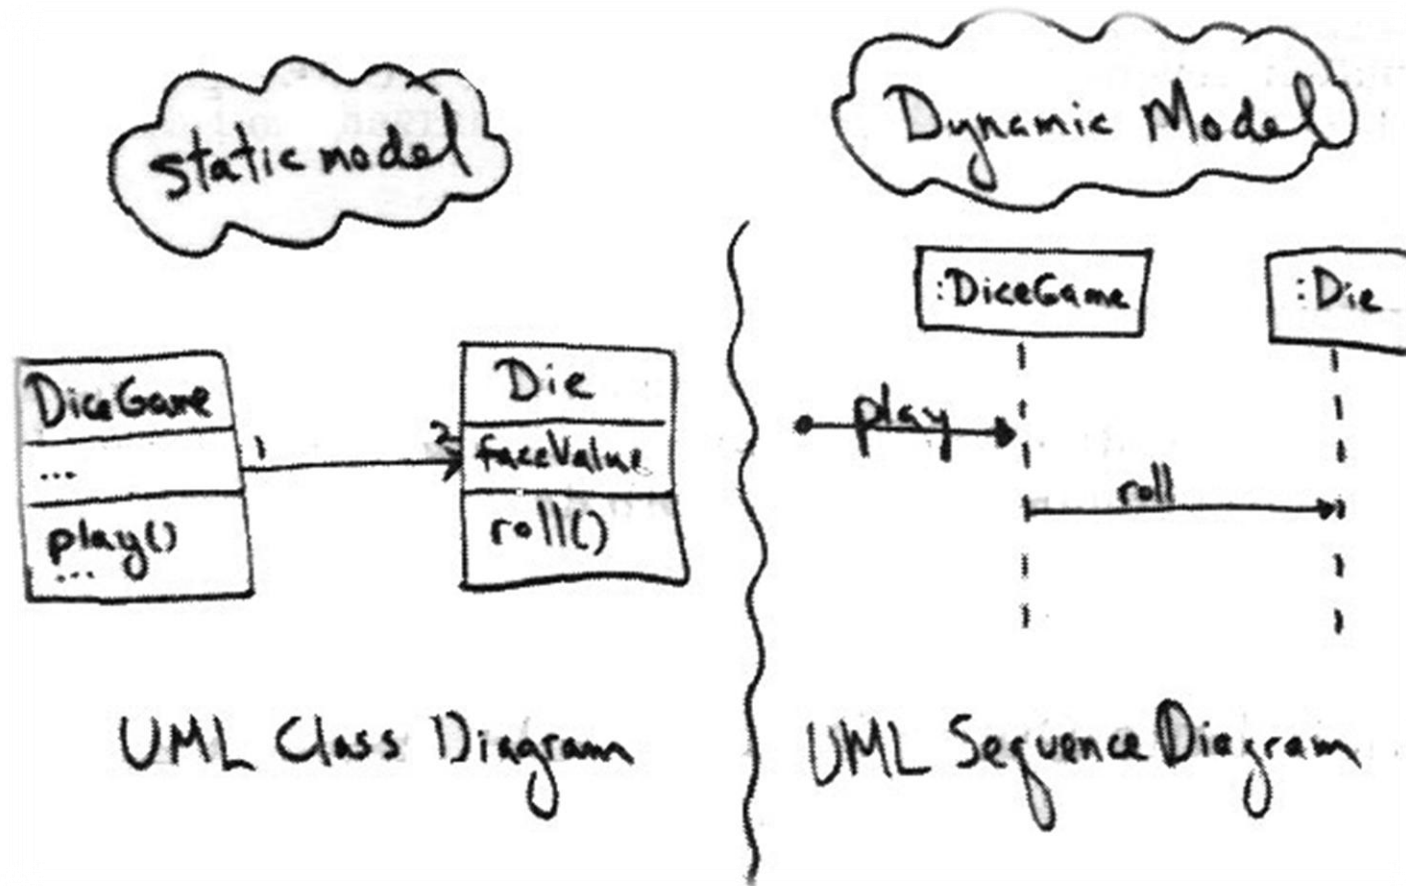 static model
DiceGame
...
play()
...
1
2
Die
faceValue
roll()
UML Class Diagram
Dynamic Model
:DiceGame
:Die
play
roll
UML Sequence Diagram